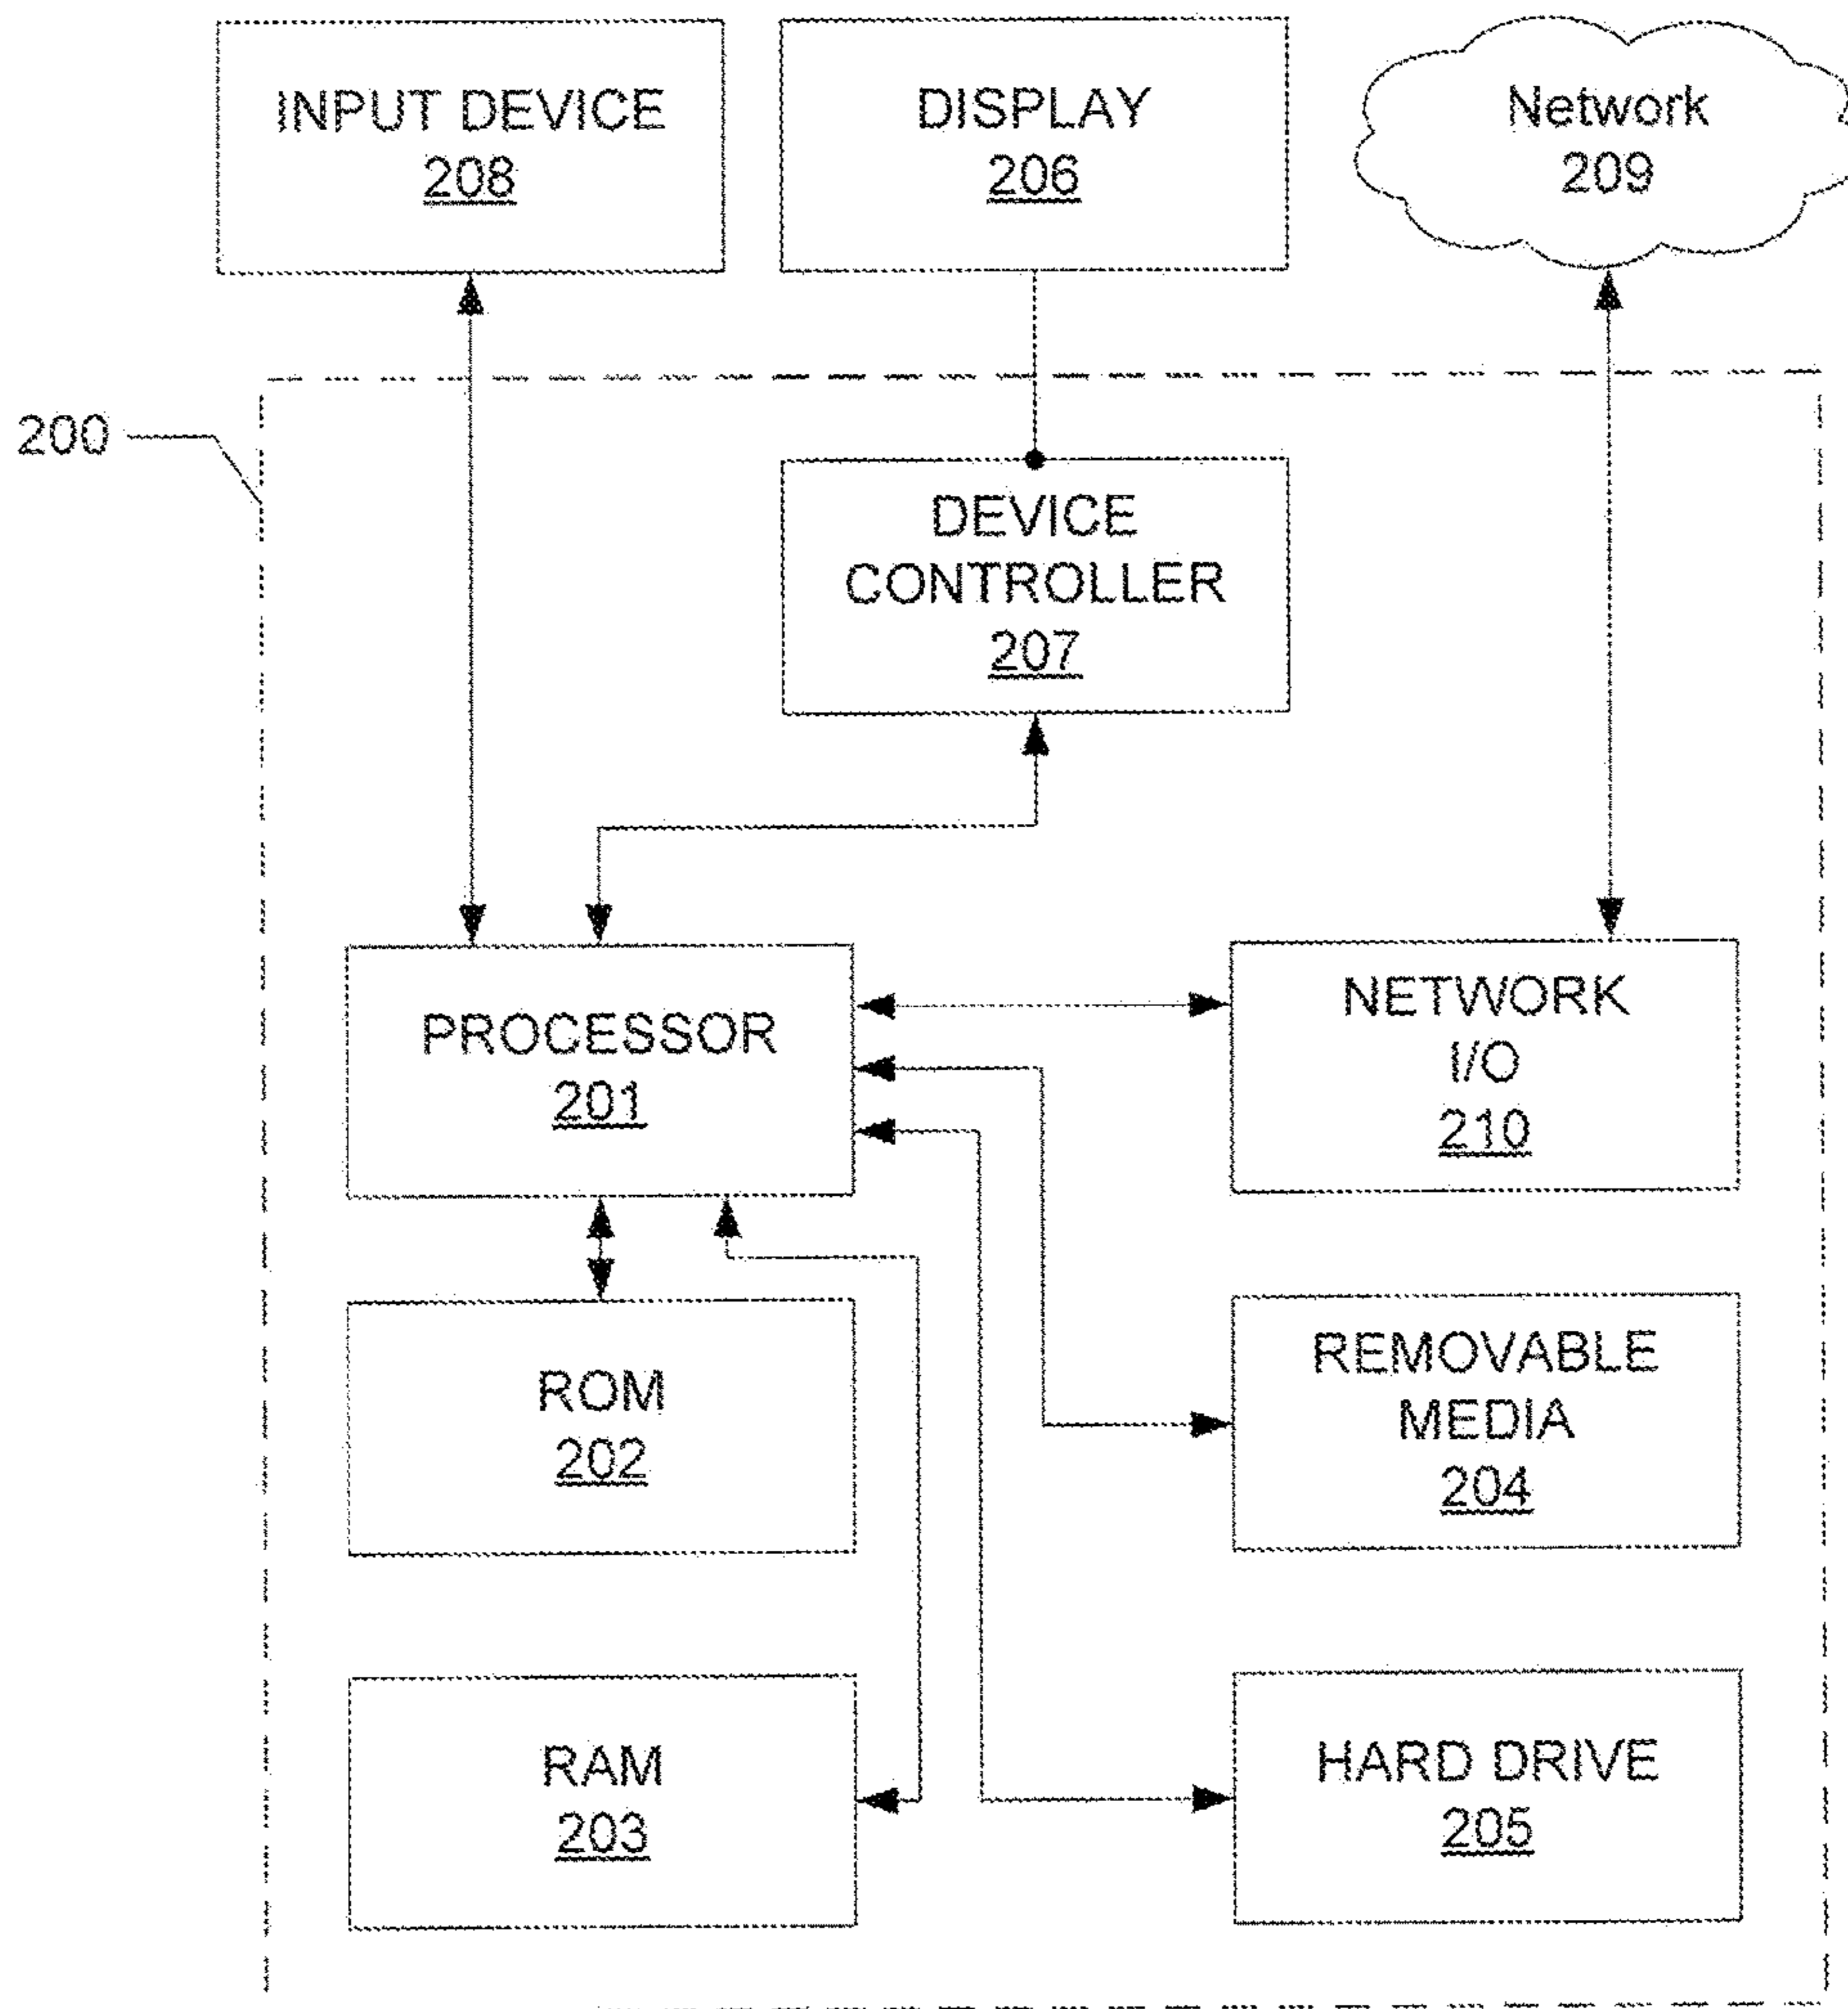 INPUT DEVICE
208
DISPLAY
206
Network
209
200
DEVICE
CONTROLLER
207
PROCESSOR
201
NETWORK
I/O
210
ROM
202
REMOVABLE
MEDIA
204
RAM
203
HARD DRIVE
205